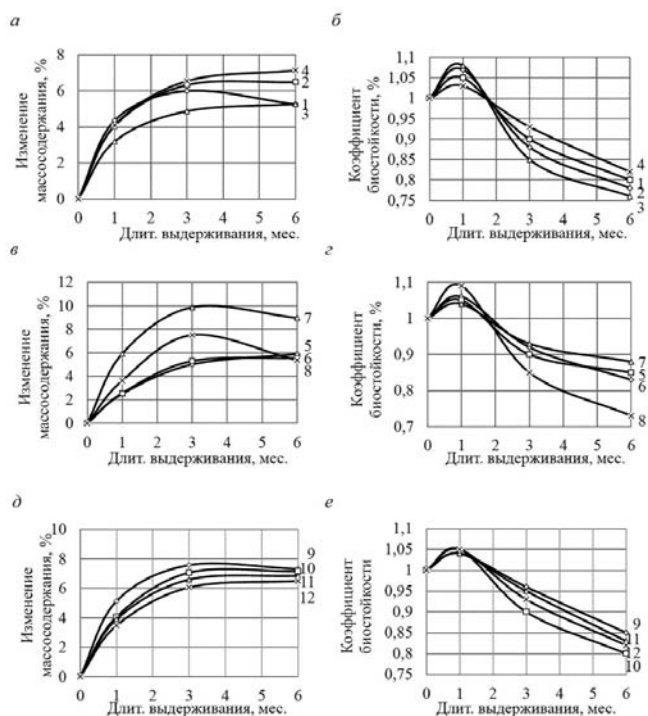 а
б
Изменение
массосодержания, %
8
6
4
2
0
0 1 2 3 4 5 6
Длит. выдерживания, мес.
4
2
1
3
Коэффициент
биостойкости, %
1,1
1,05
1
0,95
0,9
0,85
0,8
0,75
0 1 2 3 4 5 6
Длит. выдерживания, мес.
4
1
2
3
в
г
Изменение
массосодержания, %
12
10
8
6
4
2
0
0 1 2 3 4 5 6
Длит. выдерживания, мес.
7
5
6
8
Коэффициент
биостойкости, %
1,1
1
0,9
0,8
0,7
0 1 2 3 4 5 6
Длит. выдерживания, мес.
7
5
6
8
д
е
Изменение
массосодержания, %
10
8
6
4
2
0
0 1 2 3 4 5 6
Длит. выдерживания, мес.
9
10
11
12
Коэффициент
биостойкости
1,1
1,05
1
0,95
0,9
0,85
0,8
0,75
0 1 2 3 4 5 6
Длит. выдерживания, мес.
9
11
12
10